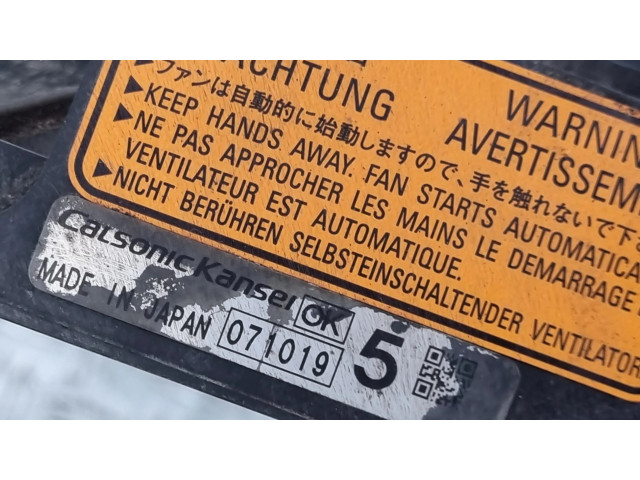 ACHTUNG WARNIN
AVERTISSEM
▶ファンは自動的に始動しますので、手を触れないで下
▶KEEP HANDS AWAY. FAN STARTS AUTOMATICA
▶NE PAS APPROCHER LES MAINS LE DEMARRAGE
VENTILATEUR EST AUTOMATIQUE.
▶NICHT BERÜHREN SELBSTEINSCHALTENDER VENTILATOR
Calsonic Kansei OK
MADE IN JAPAN 071019 5